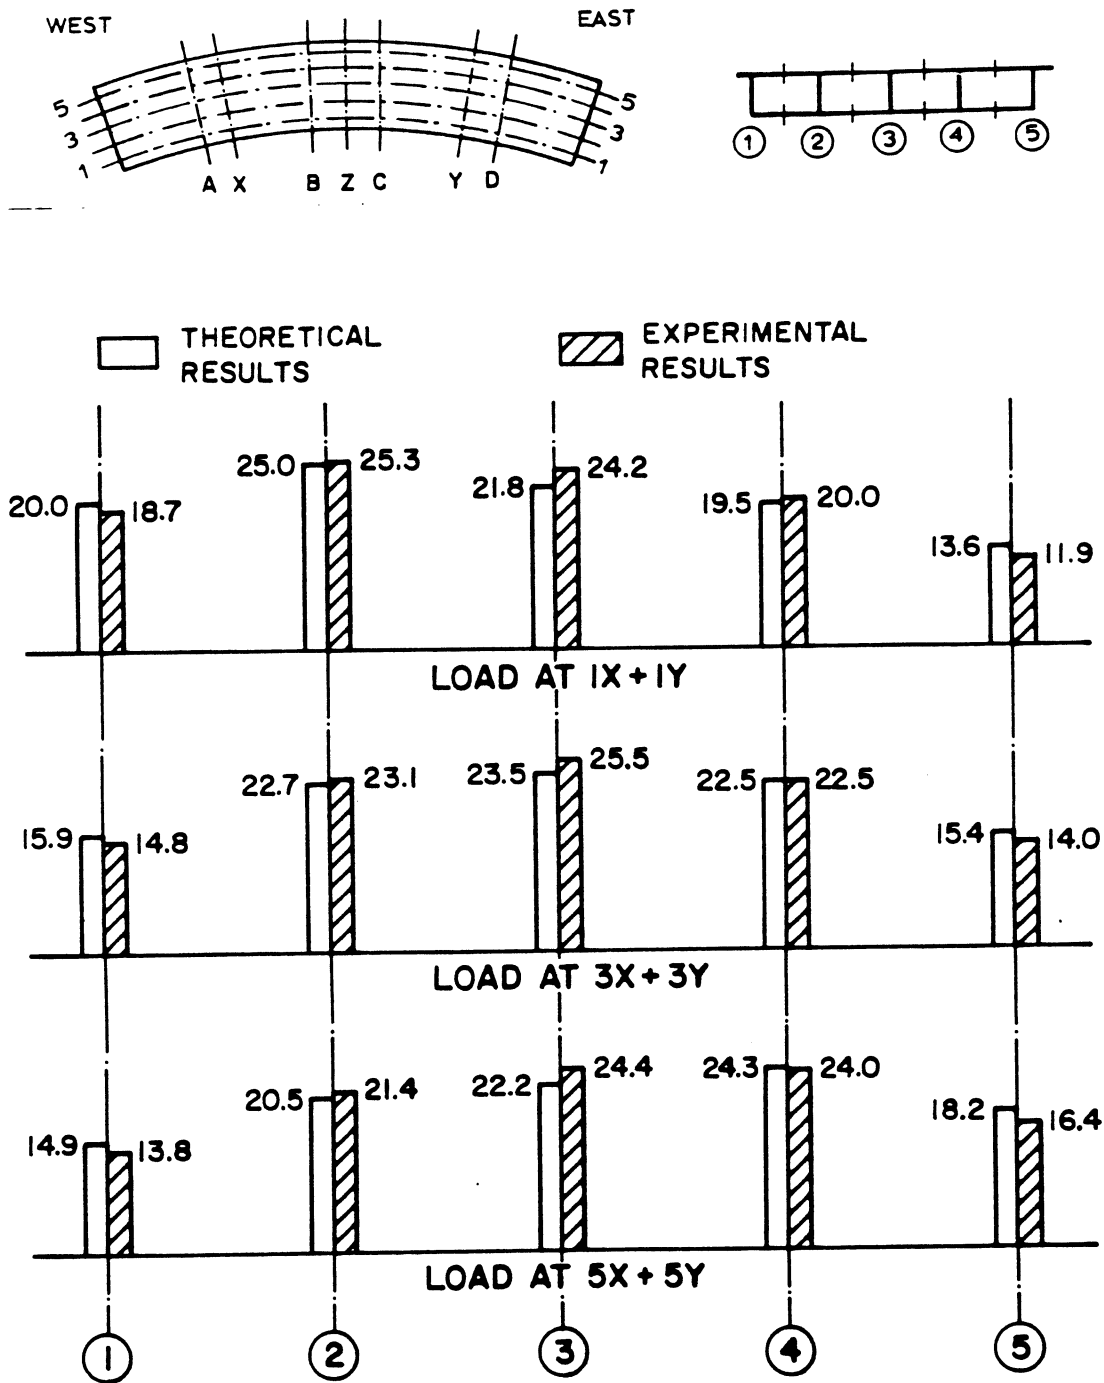 WEST
EAST
5
3
1
5
3
1
A X B Z C Y D
1 2 3 4 5
THEORETICAL
RESULTS
EXPERIMENTAL
RESULTS
20.0 18.7 25.0 25.3 21.8 24.2 19.5 20.0 13.6 11.9
LOAD AT 1X + 1Y
15.9 14.8 22.7 23.1 23.5 25.5 22.5 22.5 15.4 14.0
LOAD AT 3X + 3Y
14.9 13.8 20.5 21.4 22.2 24.4 24.3 24.0 18.2 16.4
LOAD AT 5X + 5Y
1 2 3 4 5